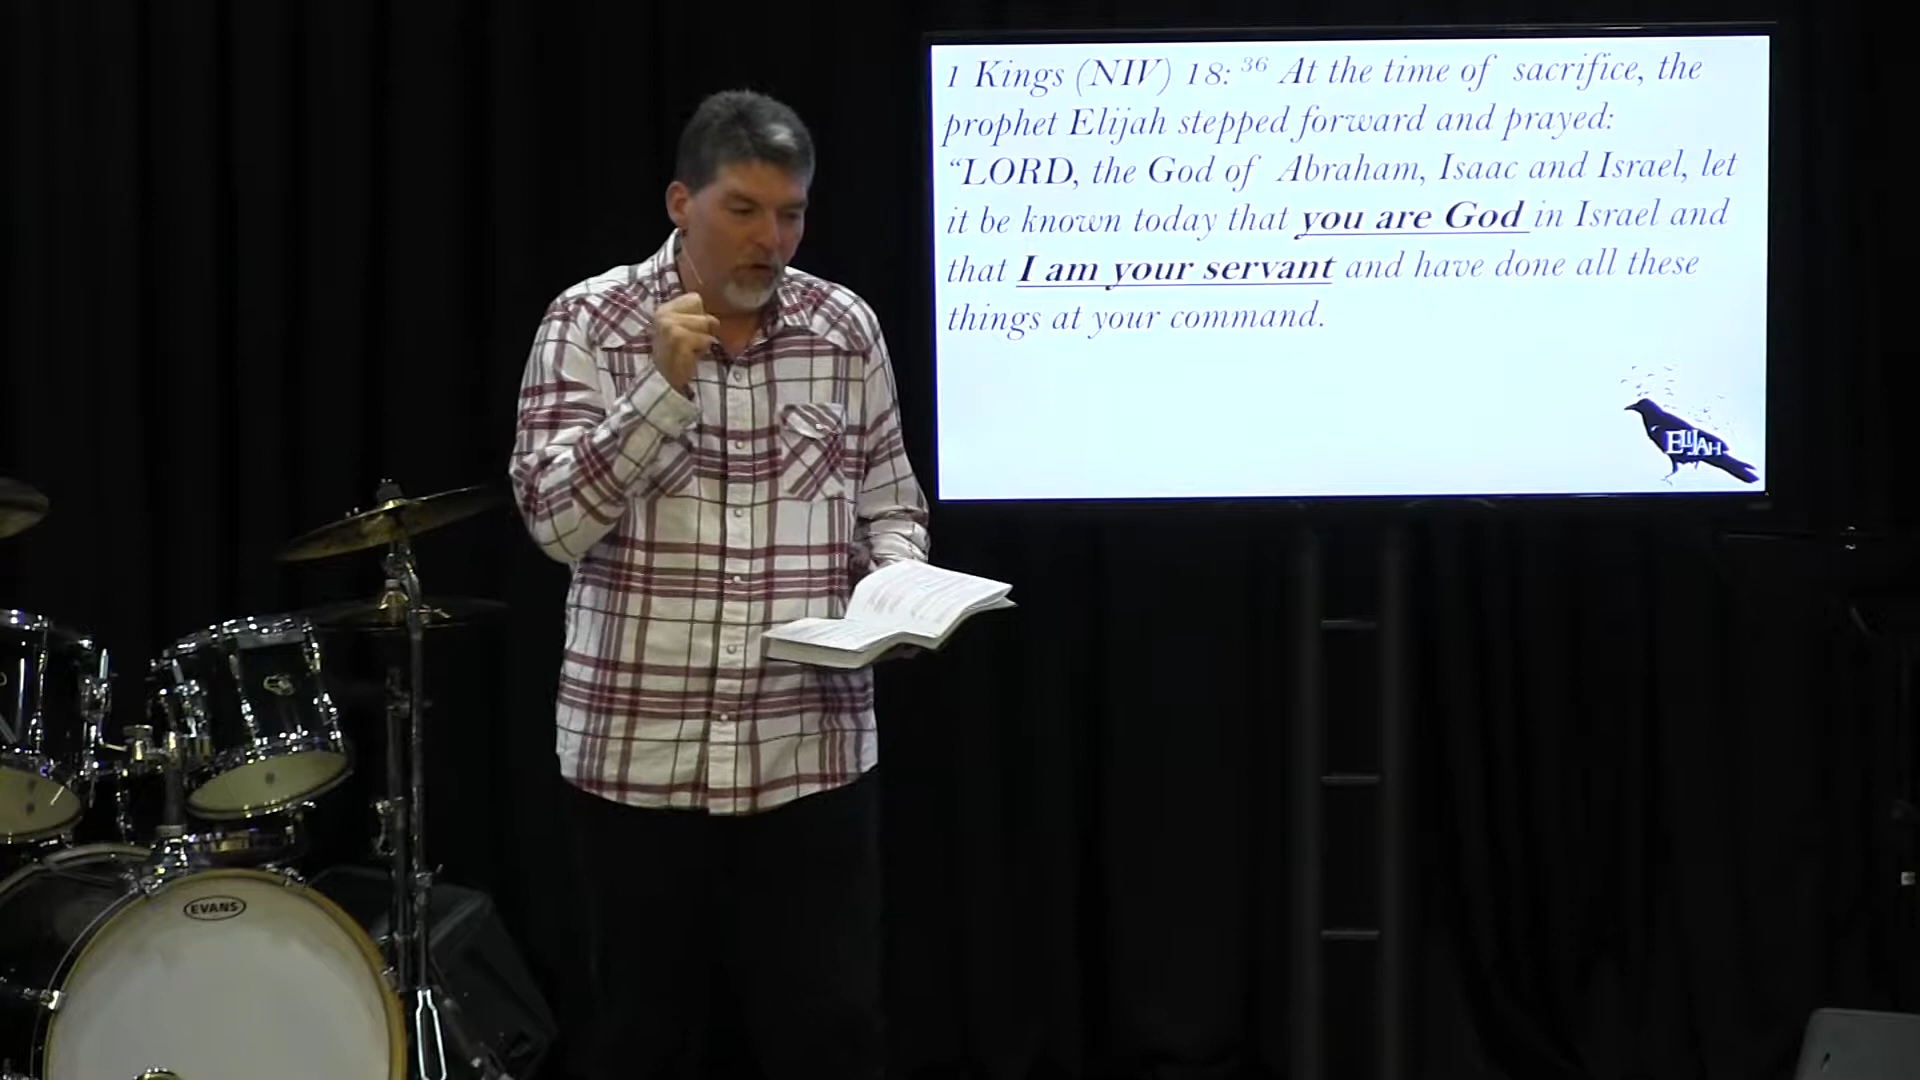 1 Kings (NIV) 18: 36 At the time of sacrifice, the
prophet Elijah stepped forward and prayed:
“LORD, the God of Abraham, Isaac and Israel, let
it be known today that you are God in Israel and
that I am your servant and have done all these
things at your command.
ELIJAH
EVANS